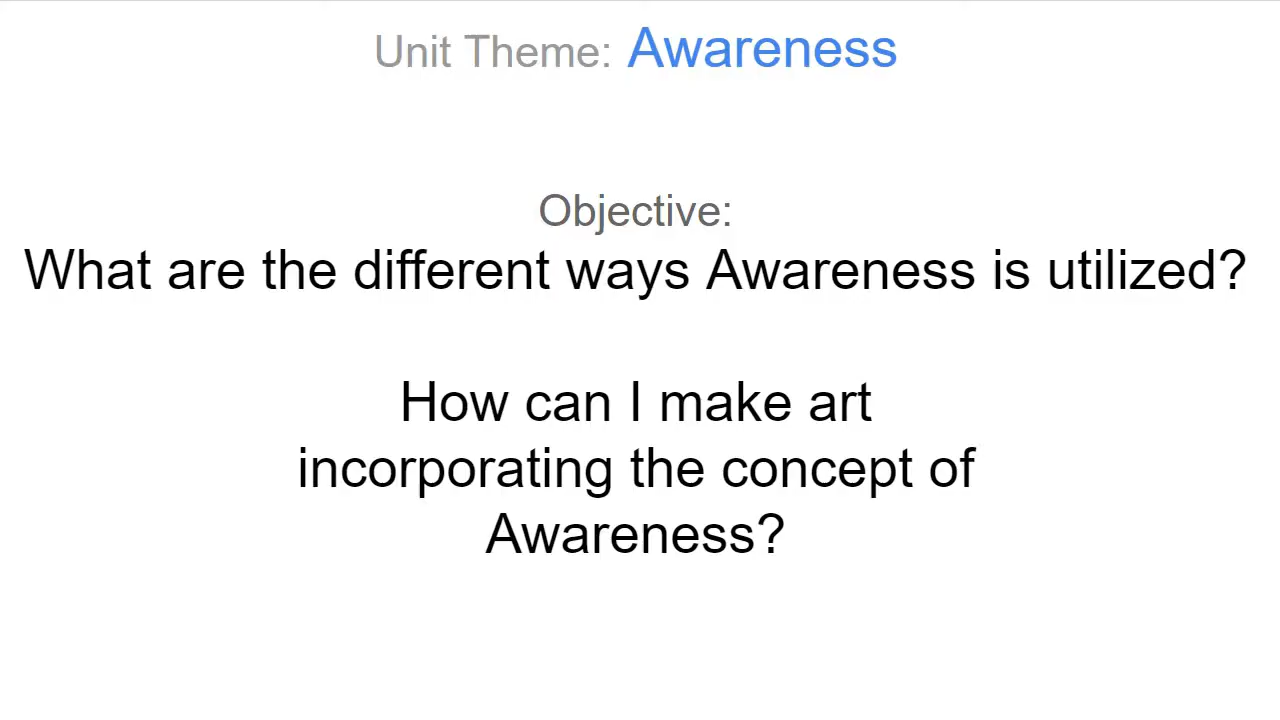 Unit Theme: Awareness
Objective:
What are the different ways Awareness is utilized?
How can I make art
incorporating the concept of
Awareness?